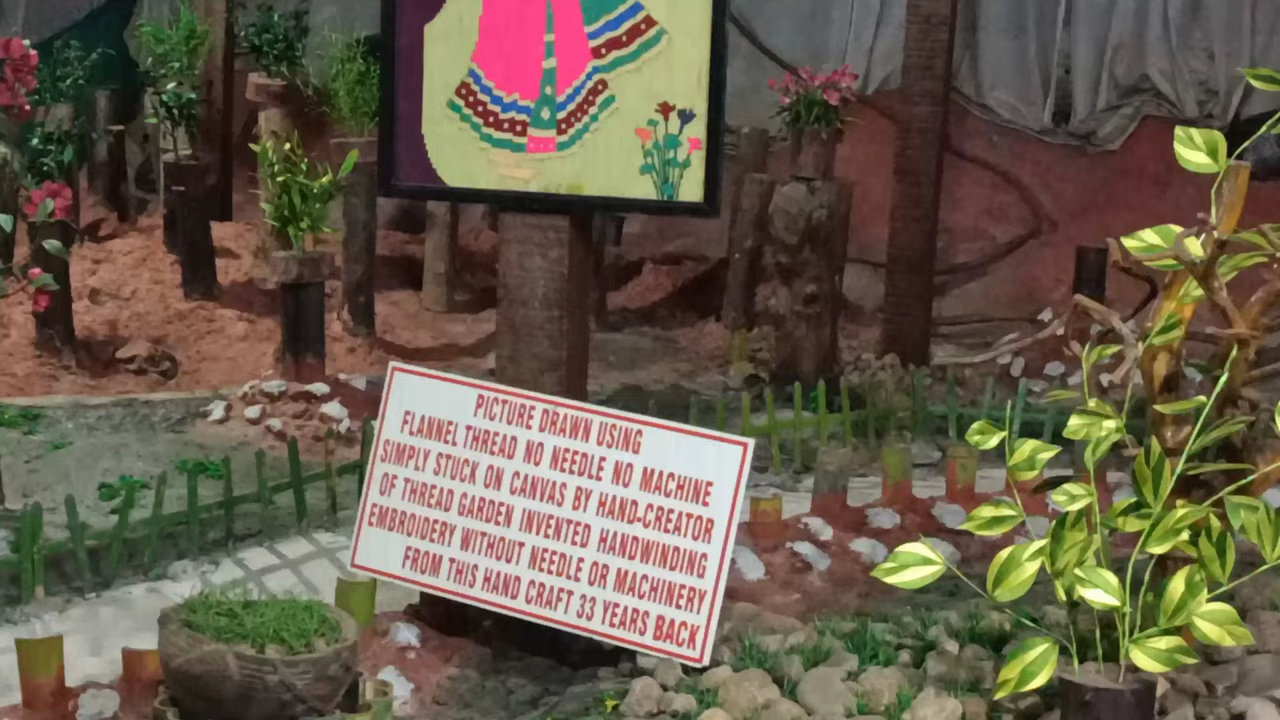 PICTURE DRAWN USING
FLANNEL THREAD NO NEEDLE NO MACHINE
SIMPLY STUCK ON CANVAS BY HAND-CREATOR
OF THREAD GARDEN INVENTED HANDWINDING
EMBROIDERY WITHOUT NEEDLE OR MACHINERY
FROM THIS HAND CRAFT 33 YEARS BACK